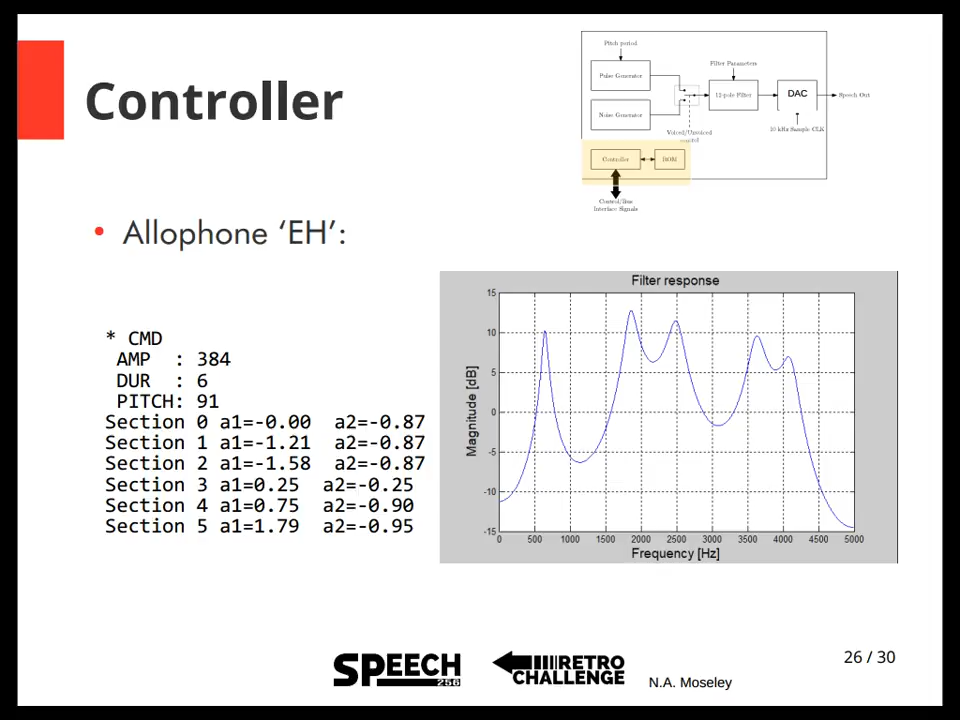 Controller
Pitch period
Pulse Generator
Noise Generator
Filter Parameters
12-pole Filter
DAC
Speech Out
10 kHz Sample CLK
Voiced/Unvoiced
control
Controller
ROM
Control/Bus
Interface Signals
• Allophone ‘EH’:
* CMD
AMP : 384
DUR : 6
PITCH: 91
Section 0 a1=-0.00 a2=-0.87
Section 1 a1=-1.21 a2=-0.87
Section 2 a1=-1.58 a2=-0.87
Section 3 a1=0.25 a2=-0.25
Section 4 a1=0.75 a2=-0.90
Section 5 a1=1.79 a2=-0.95
Filter response
Magnitude [dB]
15
10
5
0
-5
-10
-15
0 500 1000 1500 2000 2500 3000 3500 4000 4500 5000
Frequency [Hz]
SPEECH
256
RETRO
CHALLENGE
N.A. Moseley
26 / 30